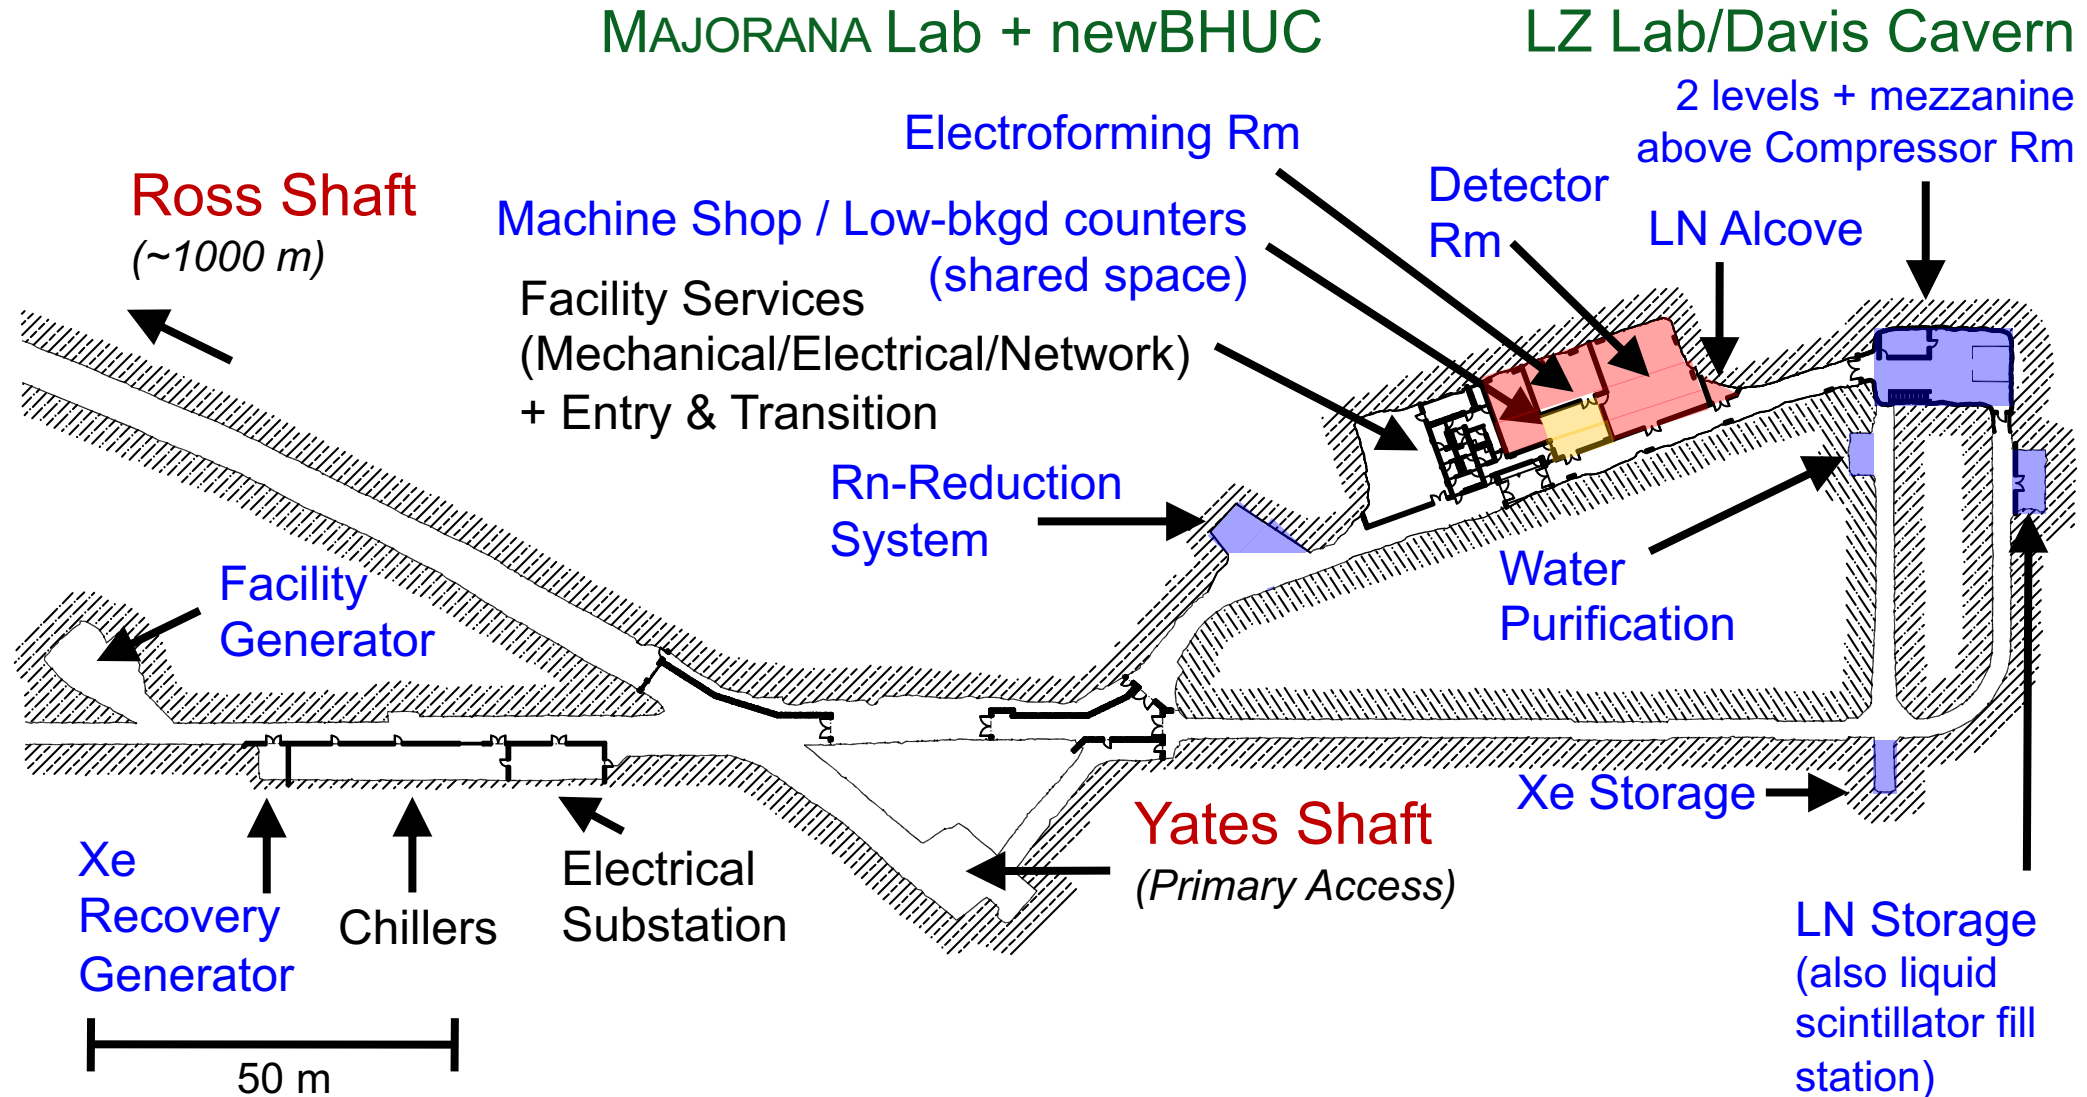 MAJORANA Lab + newBHUC
LZ Lab/Davis Cavern
2 levels + mezzanine
above Compressor Rm
Electroforming Rm
Detector
Rm
LN Alcove
Ross Shaft
(~1000 m)
Machine Shop / Low-bkgd counters
(shared space)
Facility Services
(Mechanical/Electrical/Network)
+ Entry & Transition
Rn-Reduction
System
Water
Purification
Facility
Generator
Xe Storage
Yates Shaft
(Primary Access)
Xe
Recovery
Generator
Chillers
Electrical
Substation
LN Storage
(also liquid
scintillator fill
station)
50 m